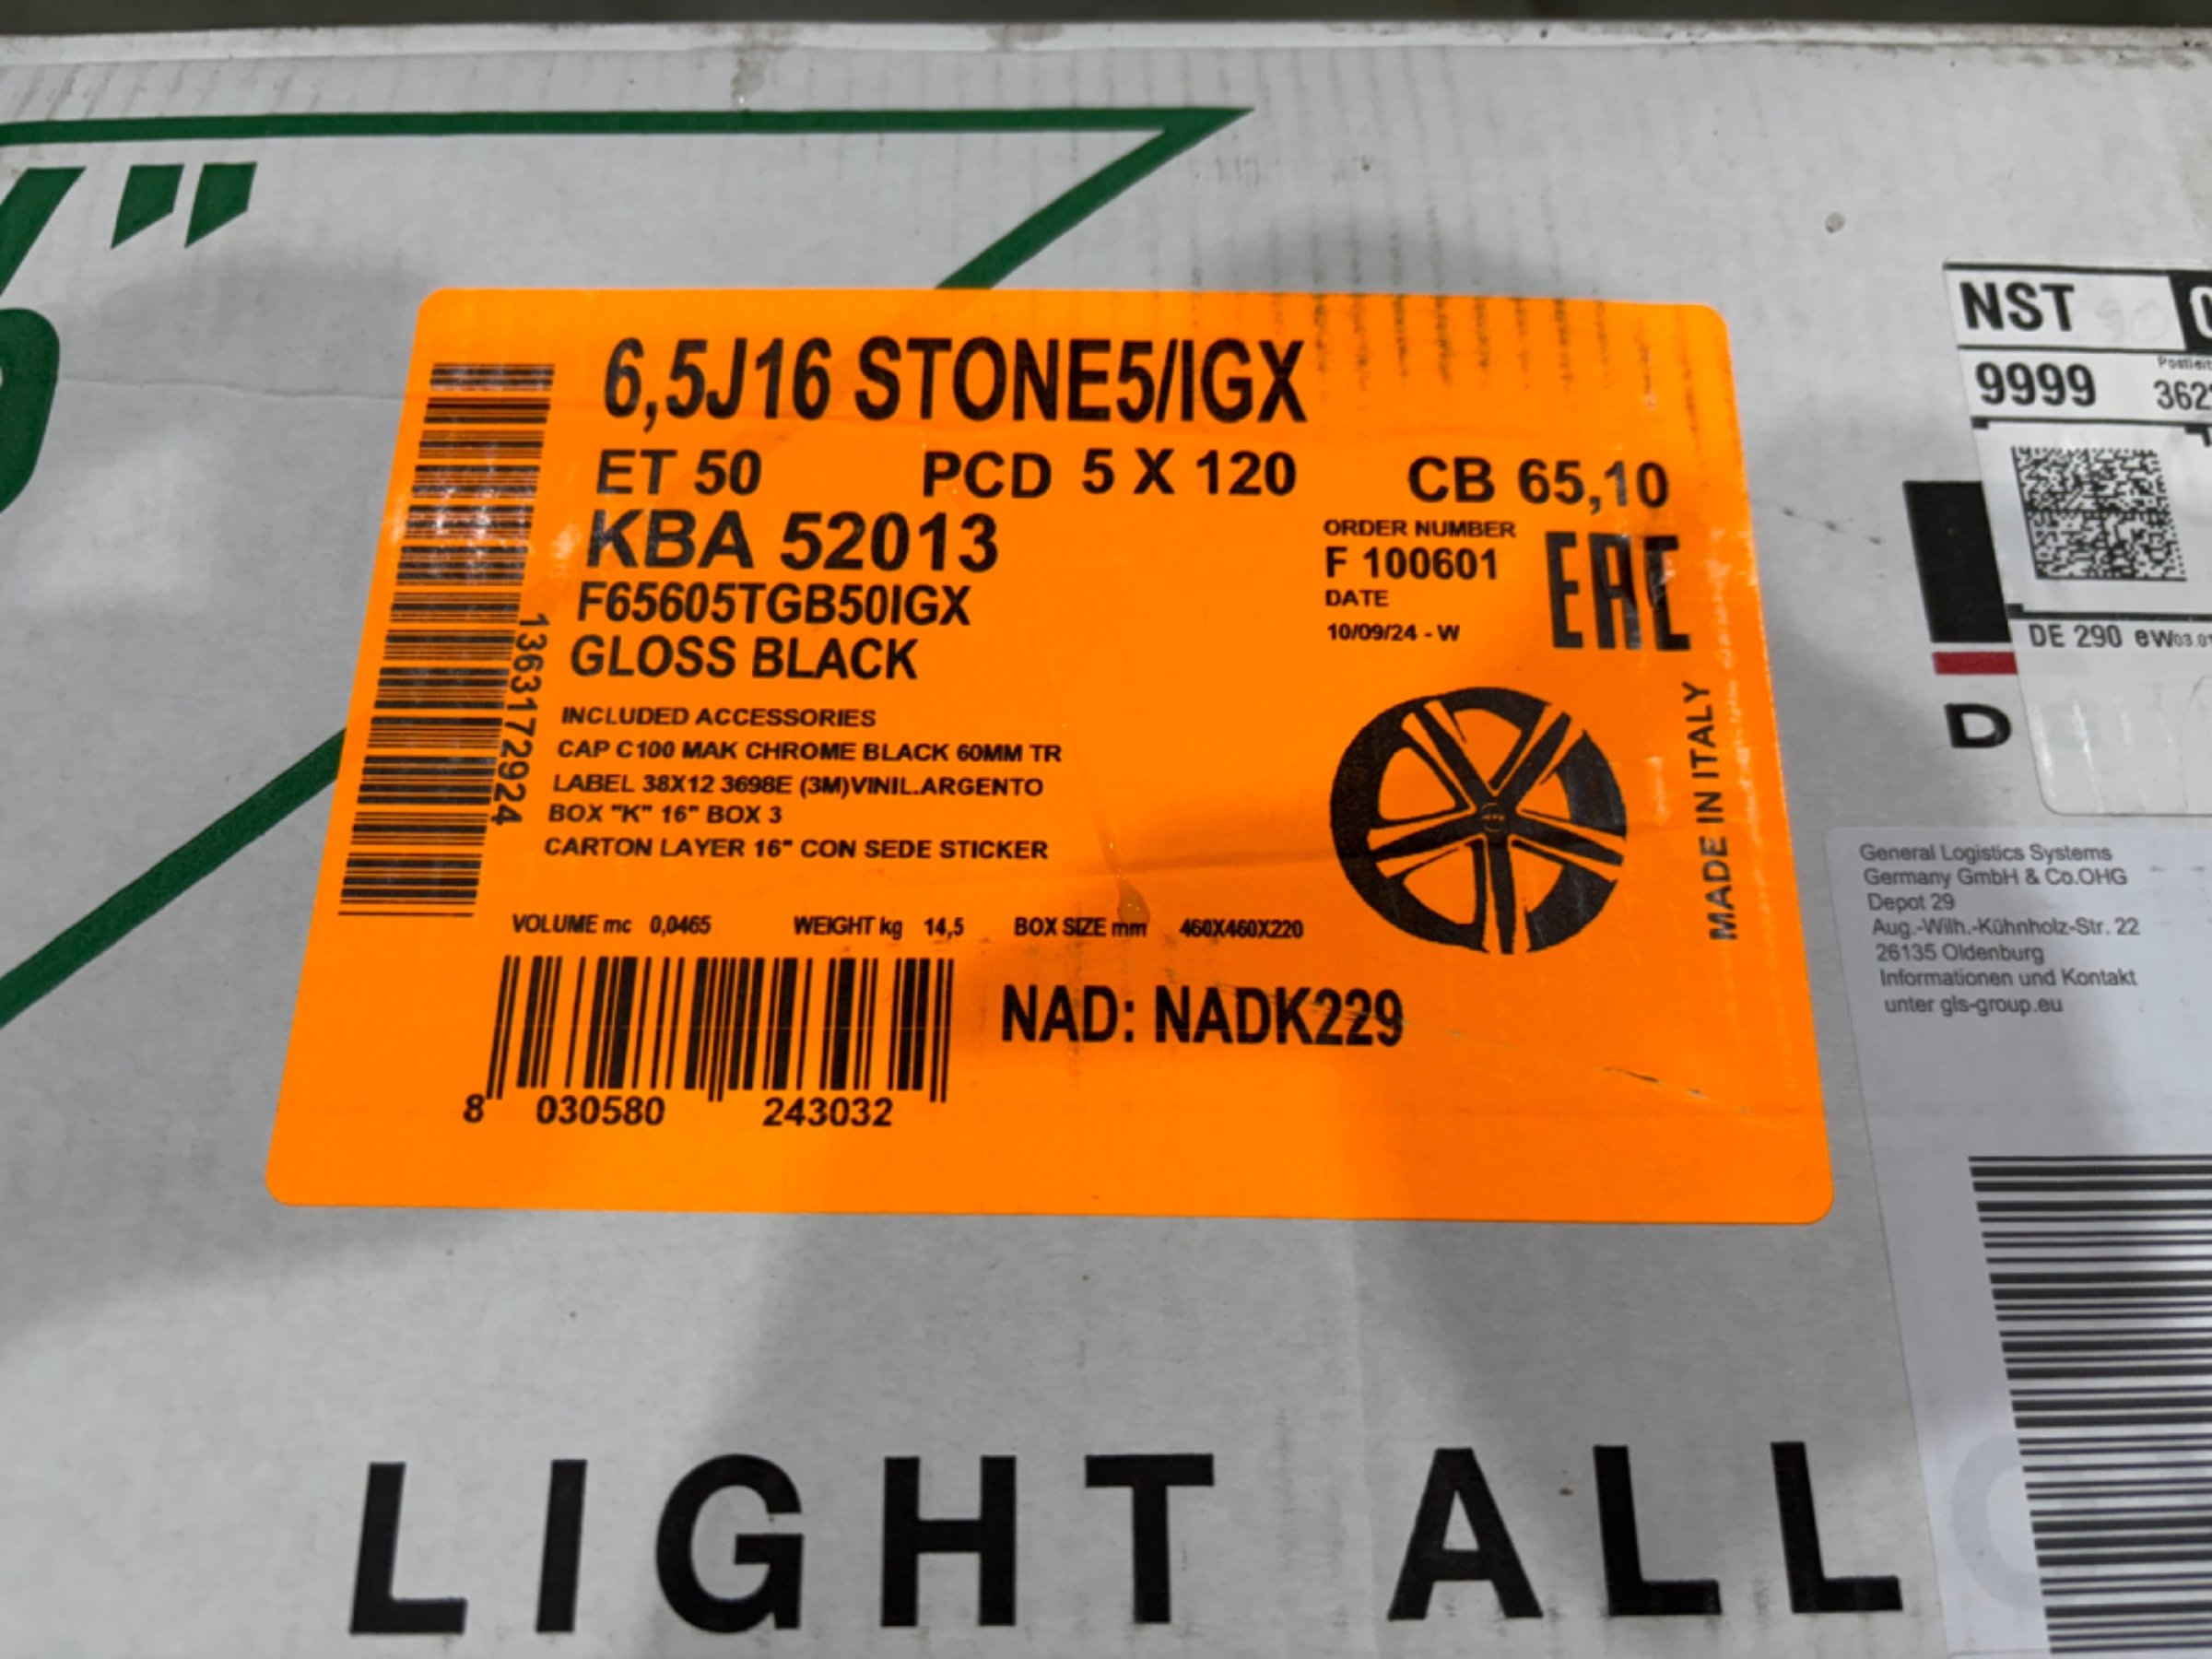 6"
6,5J16 STONE5/IGX
ET 50 PCD 5 X 120 CB 65,10
KBA 52013
F65605TGB50IGX
GLOSS BLACK
ORDER NUMBER
F 100601
DATE
10/09/24 - W
EAC
INCLUDED ACCESSORIES
CAP C100 MAK CHROME BLACK 60MM TR
LABEL 38X12 3698E (3M)VINIL.ARGENTO
BOX "K" 16" BOX 3
CARTON LAYER 16" CON SEDE STICKER
MADE IN ITALY
1363172924
VOLUME mc 0,0465 WEIGHT kg 14,5 BOX SIZE mm 460X460X220
8 030580 243032
NAD: NADK229
NST
9999
362
DE 290 ew03.01
D
General Logistics Systems
Germany GmbH & Co.OHG
Depot 29
Aug.-Wilh.-Kühnholz-Str. 22
26135 Oldenburg
Informationen und Kontakt
unter gls-group.eu
LIGHT ALL